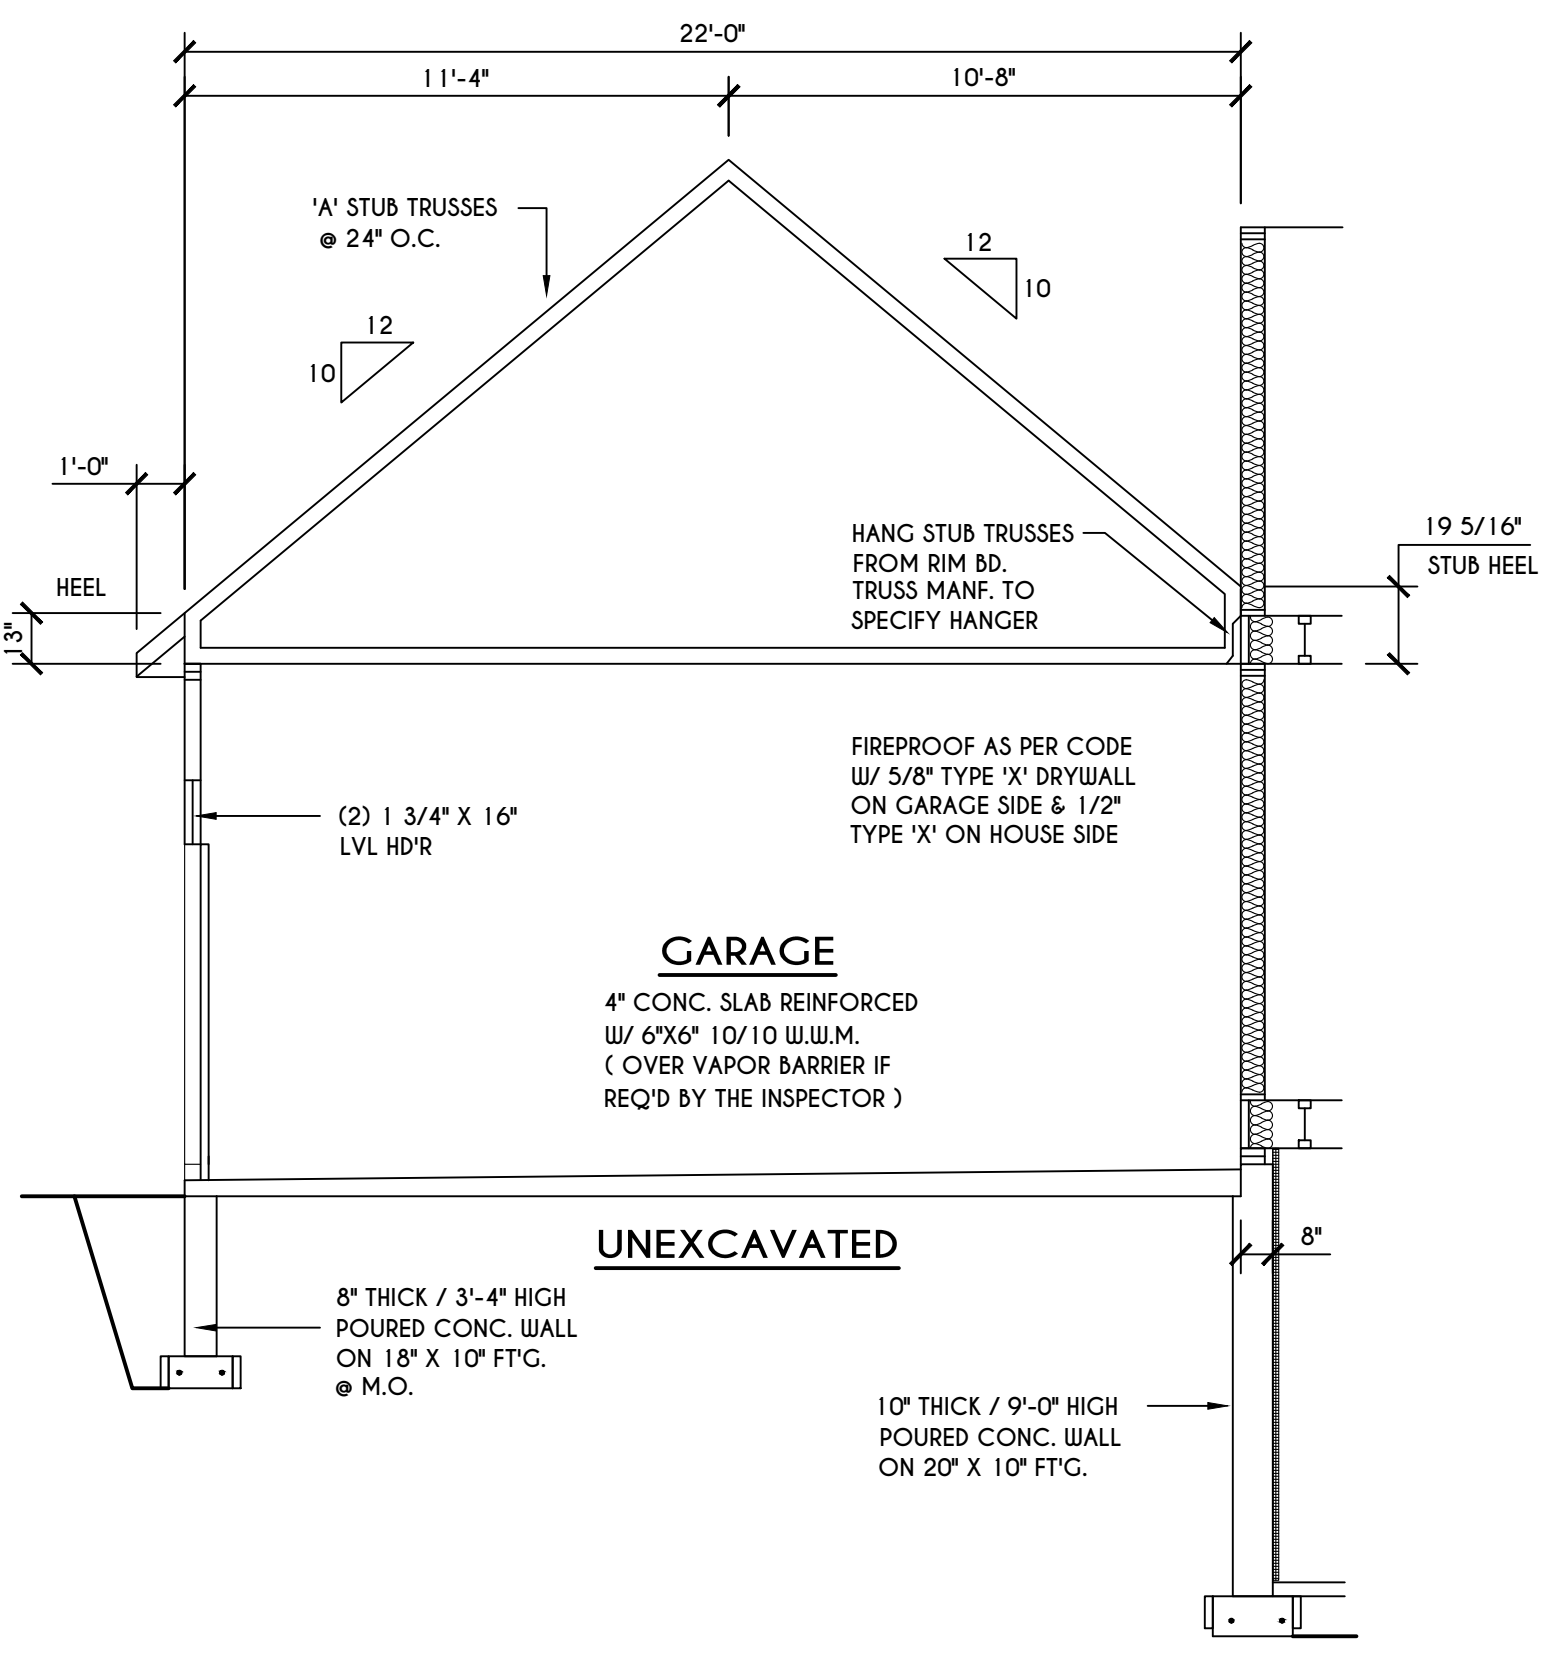 22'-0"
11'-4"
10'-8"
'A' STUB TRUSSES
@ 24" O.C.
12
10
12
10
1'-0"
HEEL
13"
HANG STUB TRUSSES
FROM RIM BD.
TRUSS MANF. TO
SPECIFY HANGER
19 5/16"
STUB HEEL
FIREPROOF AS PER CODE
W/ 5/8" TYPE 'X' DRYWALL
ON GARAGE SIDE & 1/2"
TYPE 'X' ON HOUSE SIDE
(2) 1 3/4" X 16"
LVL HD'R
GARAGE
4" CONC. SLAB REINFORCED
W/ 6"X6" 10/10 W.W.M.
( OVER VAPOR BARRIER IF
REQ'D BY THE INSPECTOR )
UNEXCAVATED
8"
8" THICK / 3'-4" HIGH
POURED CONC. WALL
ON 18" X 10" FT'G.
@ M.O.
10" THICK / 9'-0" HIGH
POURED CONC. WALL
ON 20" X 10" FT'G.